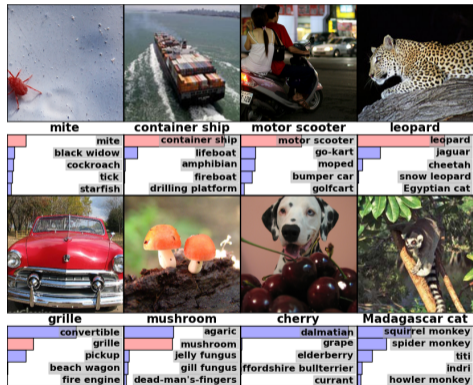 mite container ship motor scooter leopard
mite container ship motor scooter leopard
black widow lifeboat go-kart jaguar
cockroach amphibian moped cheetah
tick fireboat bumper car snow leopard
starfish drilling platform golfcart Egyptian cat
grille mushroom cherry Madagascar cat
convertible agaric dalmatian squirrel monkey
grille mushroom grape spider monkey
pickup jelly fungus elderberry titi
beach wagon gill fungus ffordshire bullterrier indri
fire engine dead-man's-fingers currant howler monkey